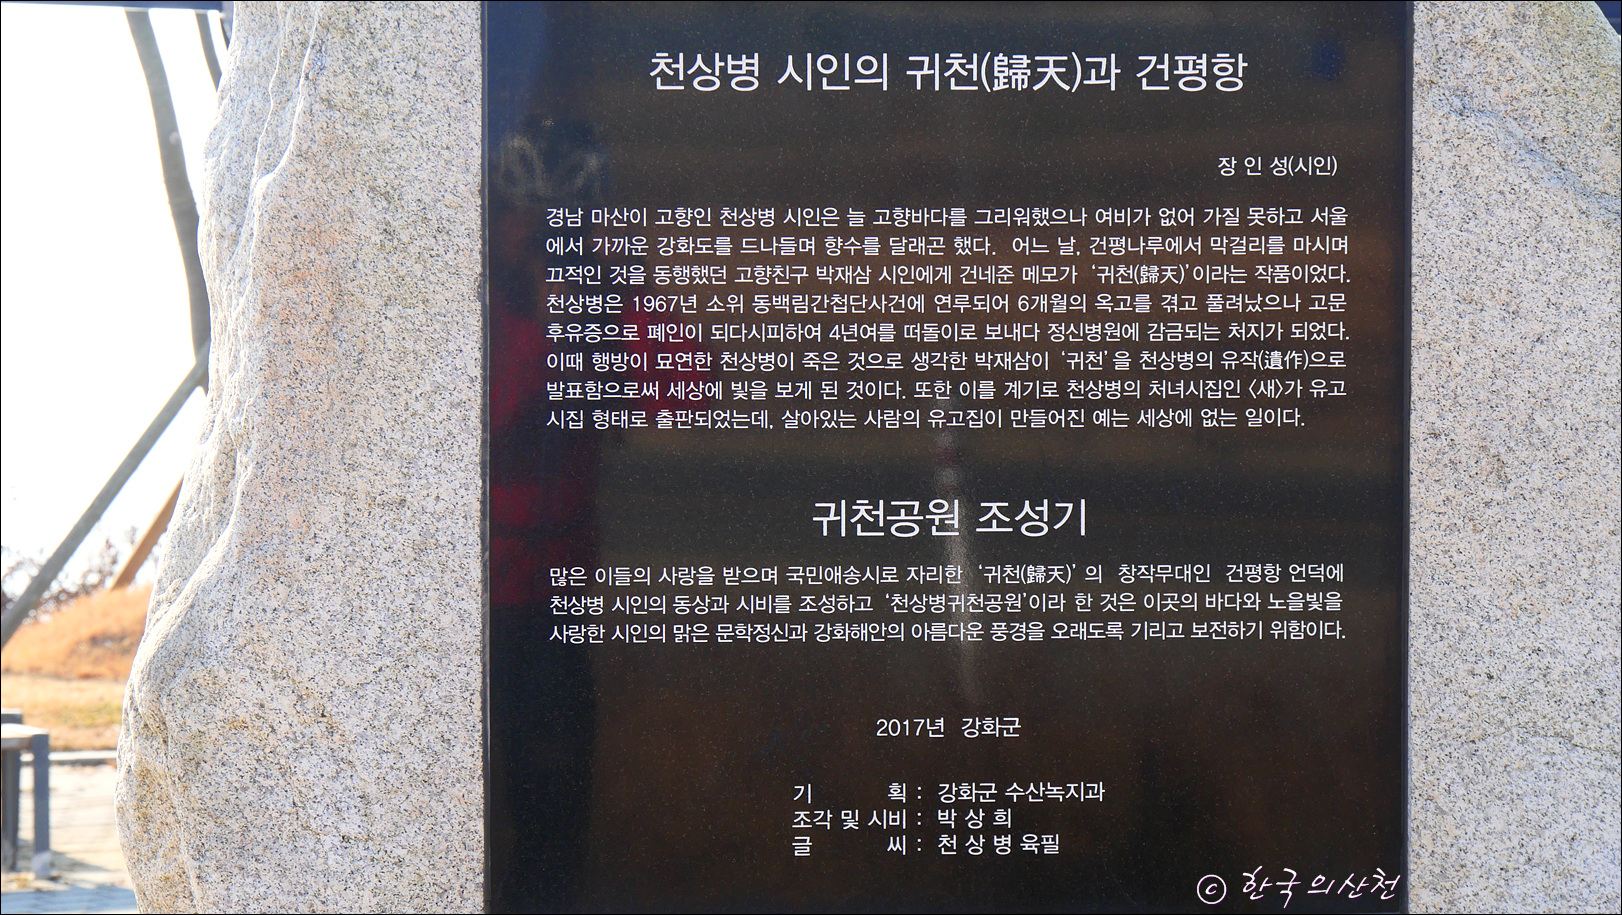 천상병 시인의 귀천(歸天)과 건평항
장 인 성(시인)
경남 마산이 고향인 천상병 시인은 늘 고향바다를 그리워했으나 여비가 없어 가질 못하고 서울
에서 가까운 강화도를 드나들며 향수를 달래곤 했다. 어느 날, 건평나루에서 막걸리를 마시며
끄적인 것을 동행했던 고향친구 박재삼 시인에게 건네준 메모가 ‘귀천(歸天)’이라는 작품이었다.
천상병은 1967년 소위 동백림간첩단사건에 연루되어 6개월의 옥고를 겪고 풀려났으나 고문
후유증으로 폐인이 되다시피하여 4년여를 떠돌이로 보내다 정신병원에 감금되는 처지가 되었다.
이때 행방이 묘연한 천상병이 죽은 것으로 생각한 박재삼이 ‘귀천’을 천상병의 유작(遺作)으로
발표함으로써 세상에 빛을 보게 된 것이다. 또한 이를 계기로 천상병의 처녀시집인 〈새〉가 유고
시집 형태로 출판되었는데, 살아있는 사람의 유고집이 만들어진 예는 세상에 없는 일이다.
귀천공원 조성기
많은 이들의 사랑을 받으며 국민애송시로 자리한 ‘귀천(歸天)’의 창작무대인 건평항 언덕에
천상병 시인의 동상과 시비를 조성하고 ‘천상병귀천공원’이라 한 것은 이곳의 바다와 노을빛을
사랑한 시인의 맑은 문학정신과 강화해안의 아름다운 풍경을 오래도록 기리고 보전하기 위함이다.
2017년 강화군
기 획 : 강화군 수산녹지과
조각 및 시비 : 박 상 희
글 씨 : 천 상 병 육필
© 한국의산천